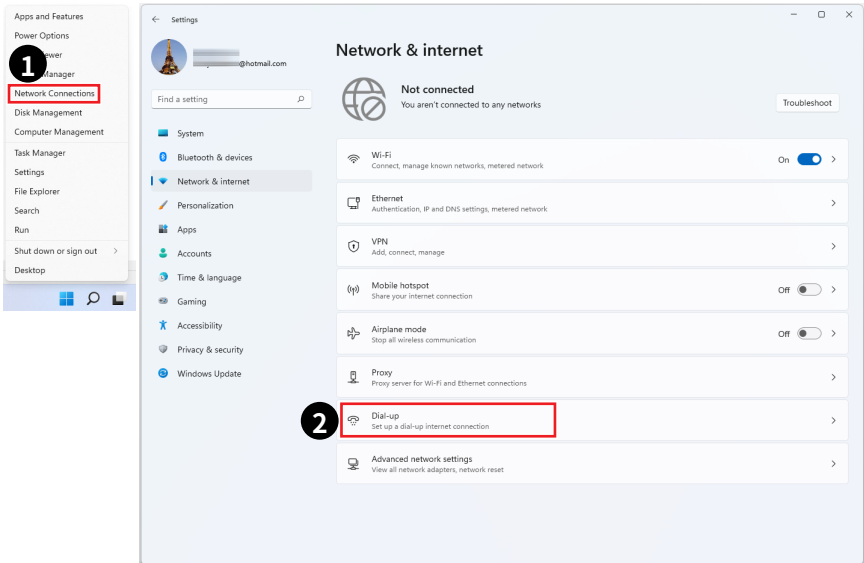 Apps and Features
Power Options
ewer
1
Manager
Network Connections
Disk Management
Computer Management
Task Manager
Settings
File Explorer
Search
Run
Shut down or sign out
Desktop
Settings
@hotmail.com
Find a setting
System
Bluetooth & devices
Network & internet
Personalization
Apps
Accounts
Time & language
Gaming
Accessibility
Privacy & security
Windows Update
Network & internet
Not connected
You aren't connected to any networks
Troubleshoot
Wi-Fi
Connect, manage known networks, metered network
On
Ethernet
Authentication, IP and DNS settings, metered network
VPN
Add, connect, manage
Mobile hotspot
Share your internet connection
Off
Airplane mode
Stop all wireless communication
Off
Proxy
Proxy server for Wi-Fi and Ethernet connections
2
Dial-up
Set up a dial-up internet connection
Advanced network settings
View all network adapters, network reset